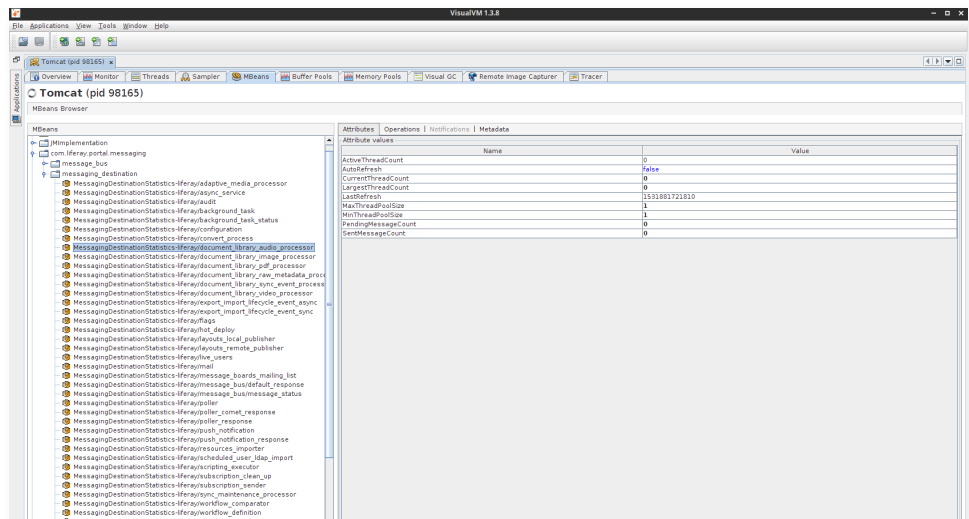 VisualVM 1.3.8
File Applications View Tools Window Help
Tomcat (pid 98165) x
Applications
Overview Monitor Threads Sampler MBeans Buffer Pools Memory Pools Visual GC Remote Image Capturer Tracer
Tomcat (pid 98165)
MBeans Browser
MBeans
JMImplementation
com.liferay.portal.messaging
message_bus
messaging_destination
MessagingDestinationStatistics-liferay/adaptive_media_processor
MessagingDestinationStatistics-liferay/async_service
MessagingDestinationStatistics-liferay/audit
MessagingDestinationStatistics-liferay/background_task
MessagingDestinationStatistics-liferay/background_task_status
MessagingDestinationStatistics-liferay/configuration
MessagingDestinationStatistics-liferay/convert_process
MessagingDestinationStatistics-liferay/document_library_audio_processor
MessagingDestinationStatistics-liferay/document_library_image_processor
MessagingDestinationStatistics-liferay/document_library_pdf_processor
MessagingDestinationStatistics-liferay/document_library_raw_metadata_proce
MessagingDestinationStatistics-liferay/document_library_sync_event_process
MessagingDestinationStatistics-liferay/document_library_video_processor
MessagingDestinationStatistics-liferay/export_import_lifecycle_event_async
MessagingDestinationStatistics-liferay/export_import_lifecycle_event_sync
MessagingDestinationStatistics-liferay/flags
MessagingDestinationStatistics-liferay/hot_deploy
MessagingDestinationStatistics-liferay/layouts_local_publisher
MessagingDestinationStatistics-liferay/layouts_remote_publisher
MessagingDestinationStatistics-liferay/live_users
MessagingDestinationStatistics-liferay/mail
MessagingDestinationStatistics-liferay/message_boards_mailing_list
MessagingDestinationStatistics-liferay/message_bus/default_response
MessagingDestinationStatistics-liferay/message_bus/message_status
MessagingDestinationStatistics-liferay/poller
MessagingDestinationStatistics-liferay/poller_comet_response
MessagingDestinationStatistics-liferay/poller_response
MessagingDestinationStatistics-liferay/push_notification
MessagingDestinationStatistics-liferay/push_notification_response
MessagingDestinationStatistics-liferay/resources_importer
MessagingDestinationStatistics-liferay/scheduled_user_ldap_import
MessagingDestinationStatistics-liferay/scripting_executor
MessagingDestinationStatistics-liferay/subscription_clean_up
MessagingDestinationStatistics-liferay/subscription_sender
MessagingDestinationStatistics-liferay/sync_maintenance_processor
MessagingDestinationStatistics-liferay/workflow_comparator
MessagingDestinationStatistics-liferay/workflow_definition
Attributes Operations Notifications Metadata
Attribute values
Name Value
ActiveThreadCount 0
AutoRefresh false
CurrentThreadCount 0
LargestThreadCount 0
LastRefresh 1531881721810
MaxThreadPoolSize 1
MinThreadPoolSize 1
PendingMessageCount 0
SentMessageCount 0